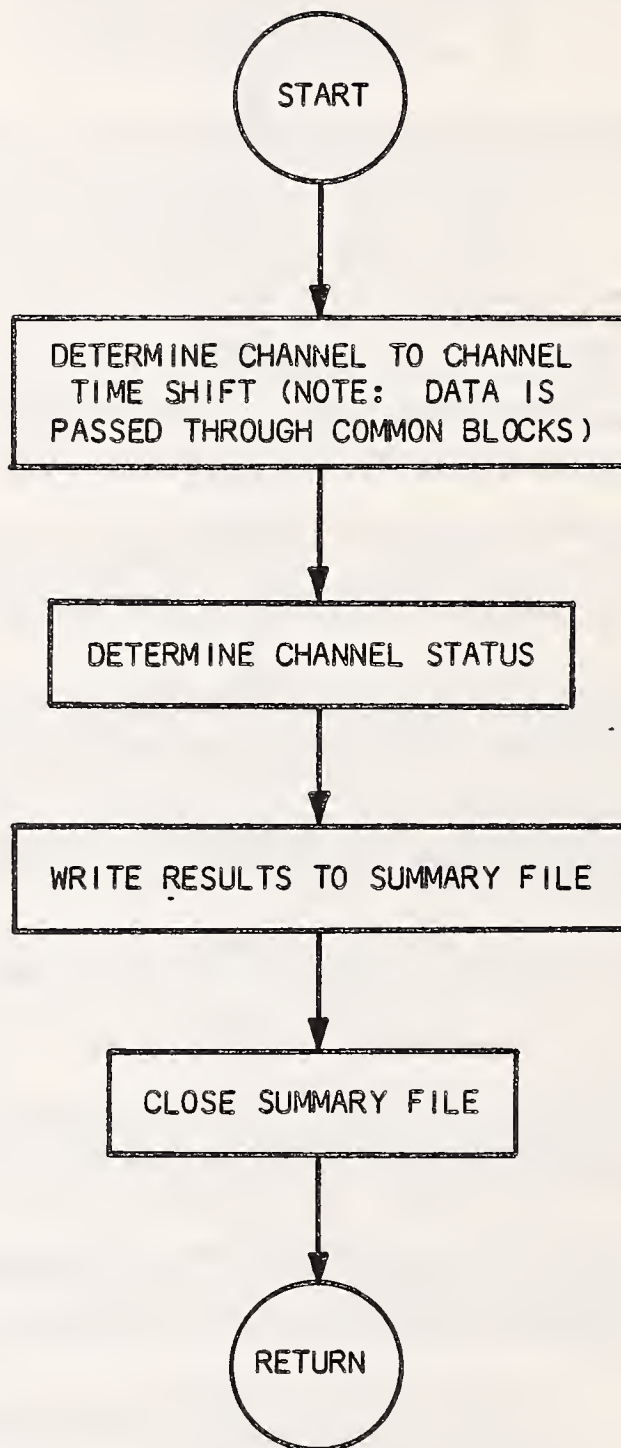 START
DETERMINE CHANNEL TO CHANNEL
TIME SHIFT (NOTE: DATA IS
PASSED THROUGH COMMON BLOCKS)
DETERMINE CHANNEL STATUS
WRITE RESULTS TO SUMMARY FILE
CLOSE SUMMARY FILE
RETURN